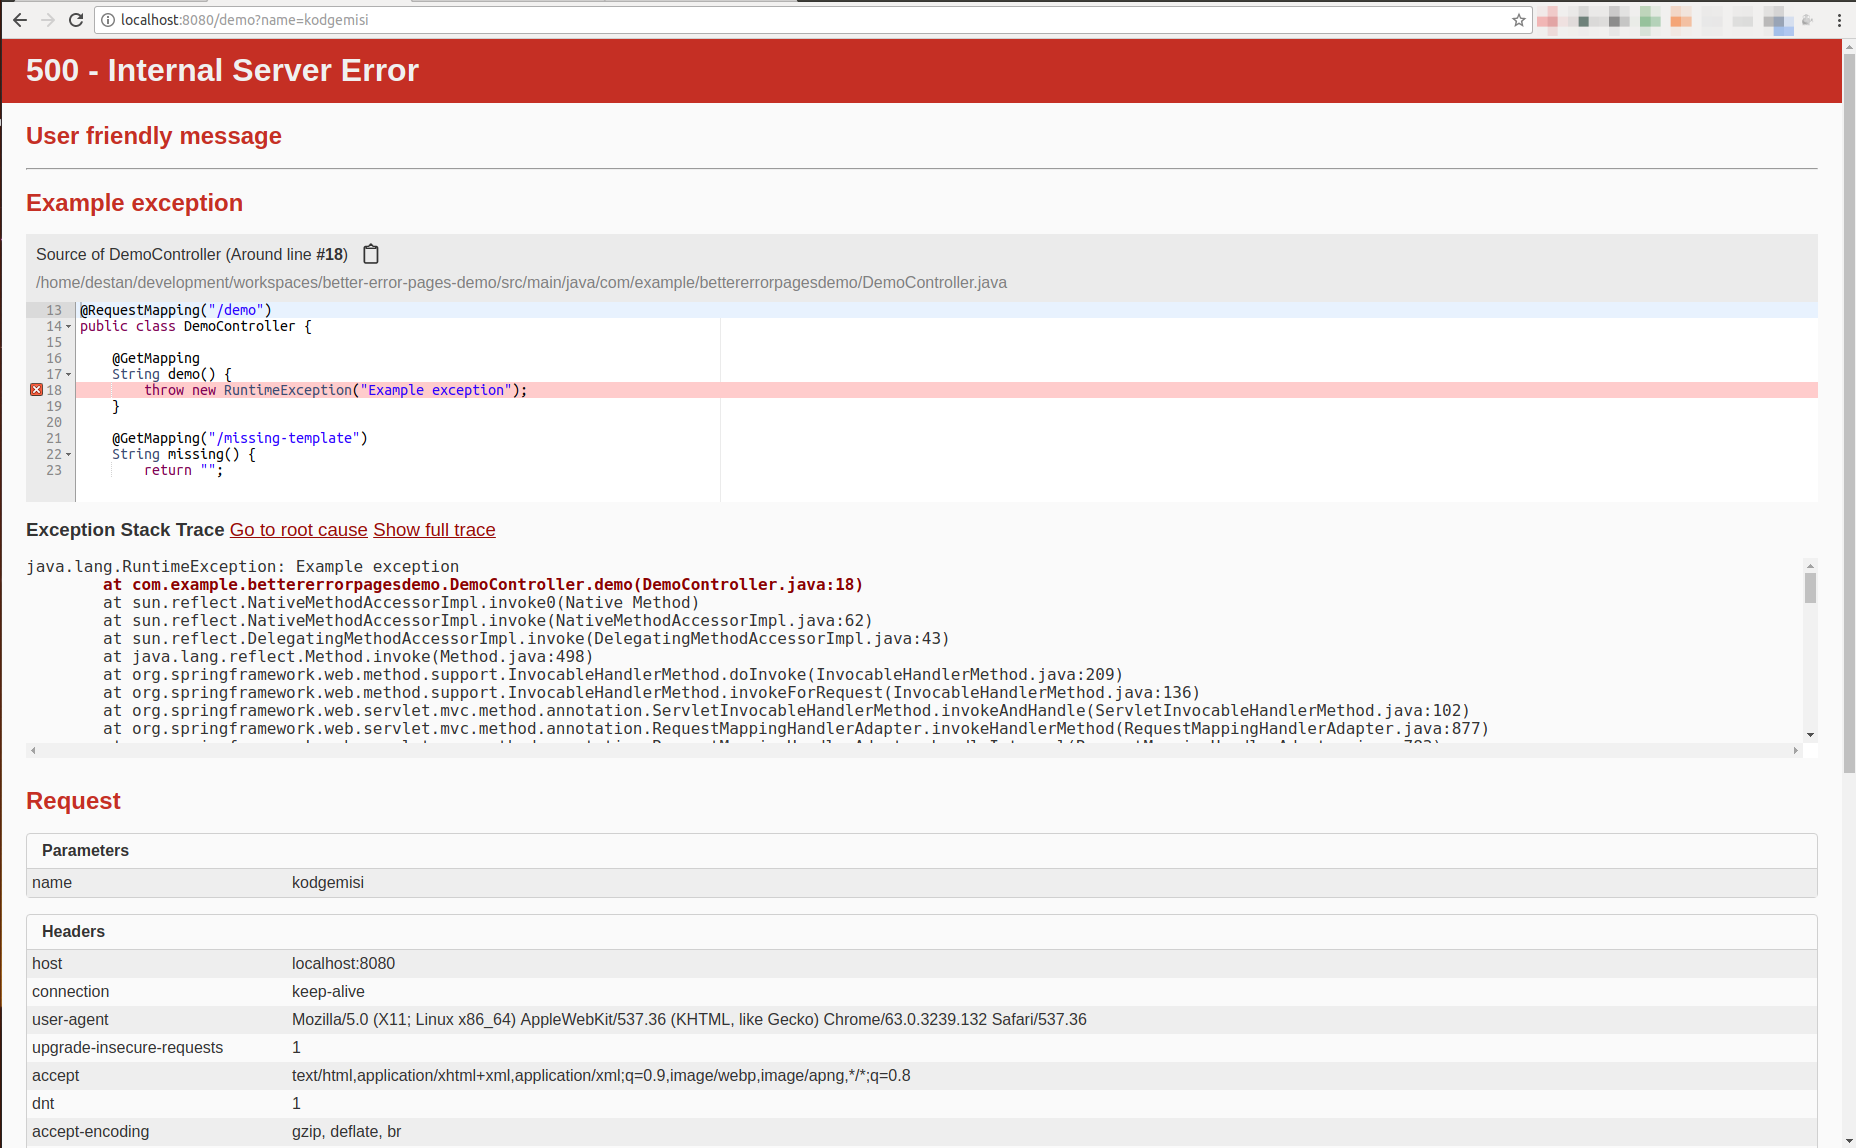 localhost:8080/demo?name=kodgemisi
500 - Internal Server Error
User friendly message
Example exception
Source of DemoController (Around line #18)
/home/destan/development/workspaces/better-error-pages-demo/src/main/java/com/example/bettererrorpagesdemo/DemoController.java
13 @RequestMapping("/demo")
14 public class DemoController {
15
16 @GetMapping
17 String demo() {
18 throw new RuntimeException("Example exception");
19 }
20
21 @GetMapping("/missing-template")
22 String missing() {
23 return "";
Exception Stack Trace Go to root cause Show full trace
java.lang.RuntimeException: Example exception
at com.example.bettererrorpagesdemo.DemoController.demo(DemoController.java:18)
at sun.reflect.NativeMethodAccessorImpl.invoke0(Native Method)
at sun.reflect.NativeMethodAccessorImpl.invoke(NativeMethodAccessorImpl.java:62)
at sun.reflect.DelegatingMethodAccessorImpl.invoke(DelegatingMethodAccessorImpl.java:43)
at java.lang.reflect.Method.invoke(Method.java:498)
at org.springframework.web.method.support.InvocableHandlerMethod.doInvoke(InvocableHandlerMethod.java:209)
at org.springframework.web.method.support.InvocableHandlerMethod.invokeForRequest(InvocableHandlerMethod.java:136)
at org.springframework.web.servlet.mvc.method.annotation.ServletInvocableHandlerMethod.invokeAndHandle(ServletInvocableHandlerMethod.java:102)
at org.springframework.web.servlet.mvc.method.annotation.RequestMappingHandlerAdapter.invokeHandlerMethod(RequestMappingHandlerAdapter.java:877)
Request
Parameters
name kodgemisi
Headers
host localhost:8080
connection keep-alive
user-agent Mozilla/5.0 (X11; Linux x86_64) AppleWebKit/537.36 (KHTML, like Gecko) Chrome/63.0.3239.132 Safari/537.36
upgrade-insecure-requests 1
accept text/html,application/xhtml+xml,application/xml;q=0.9,image/webp,image/apng,*/*;q=0.8
dnt 1
accept-encoding gzip, deflate, br